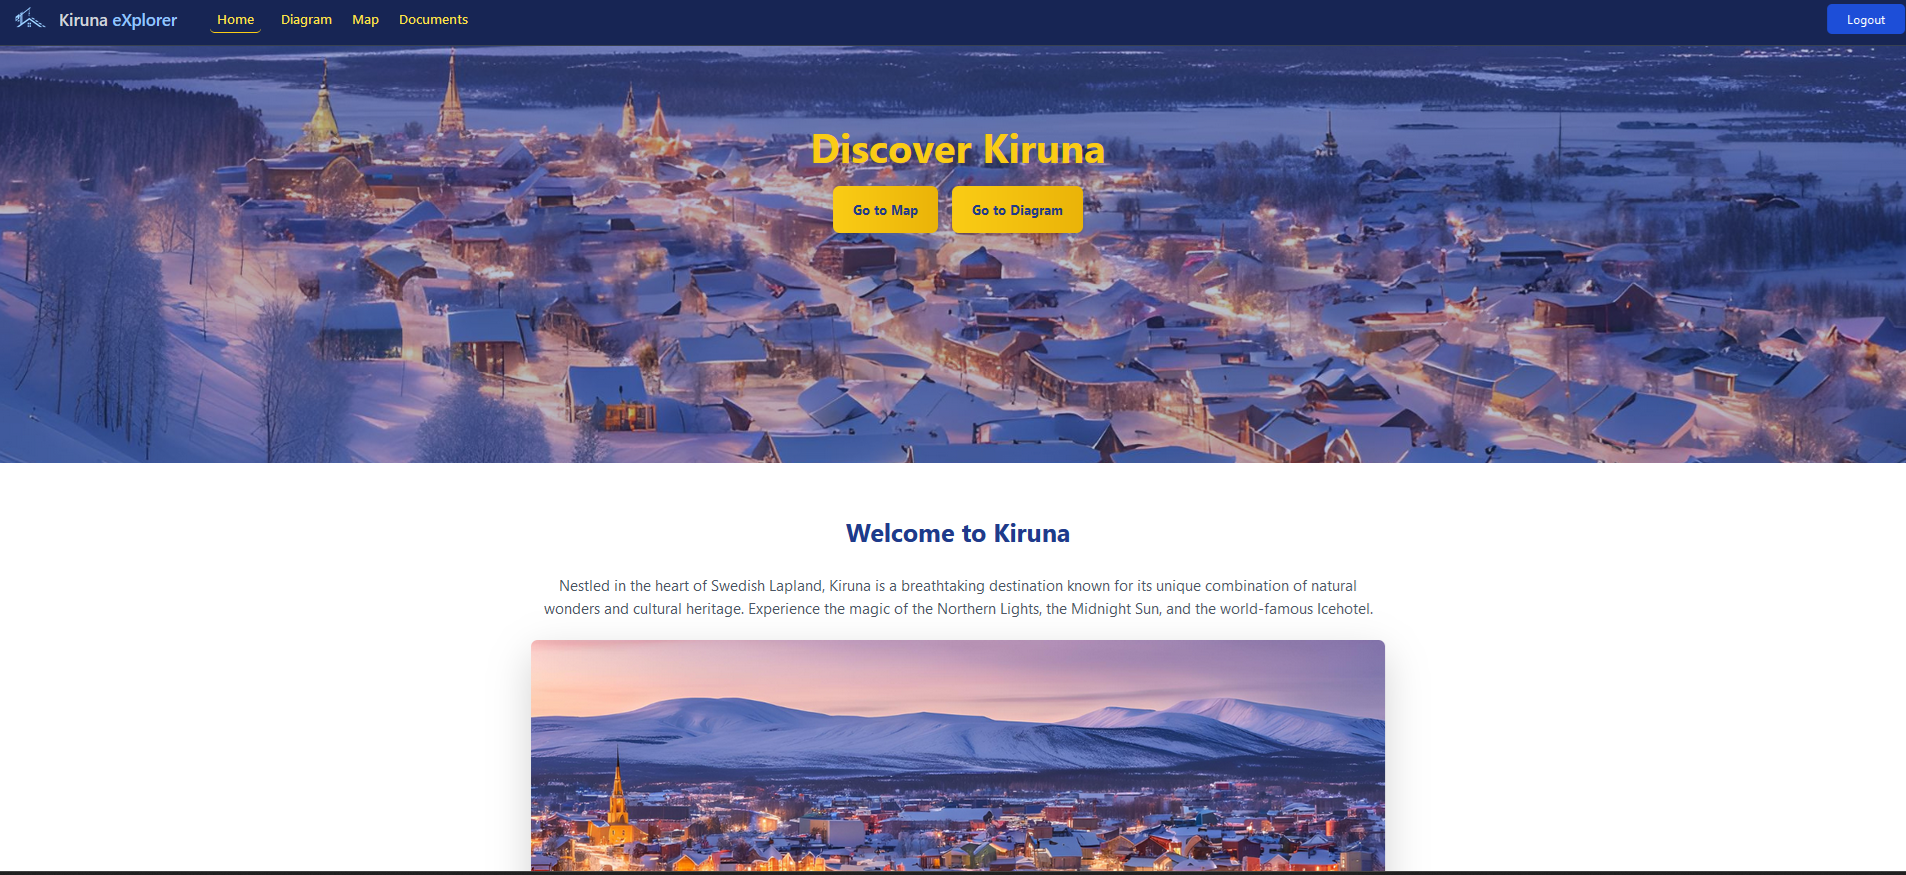 Kiruna eXplorer
Home
Diagram
Map
Documents
Logout
Discover Kiruna
Go to Map
Go to Diagram
Welcome to Kiruna
Nestled in the heart of Swedish Lapland, Kiruna is a breathtaking destination known for its unique combination of natural
wonders and cultural heritage. Experience the magic of the Northern Lights, the Midnight Sun, and the world-famous Icehotel.